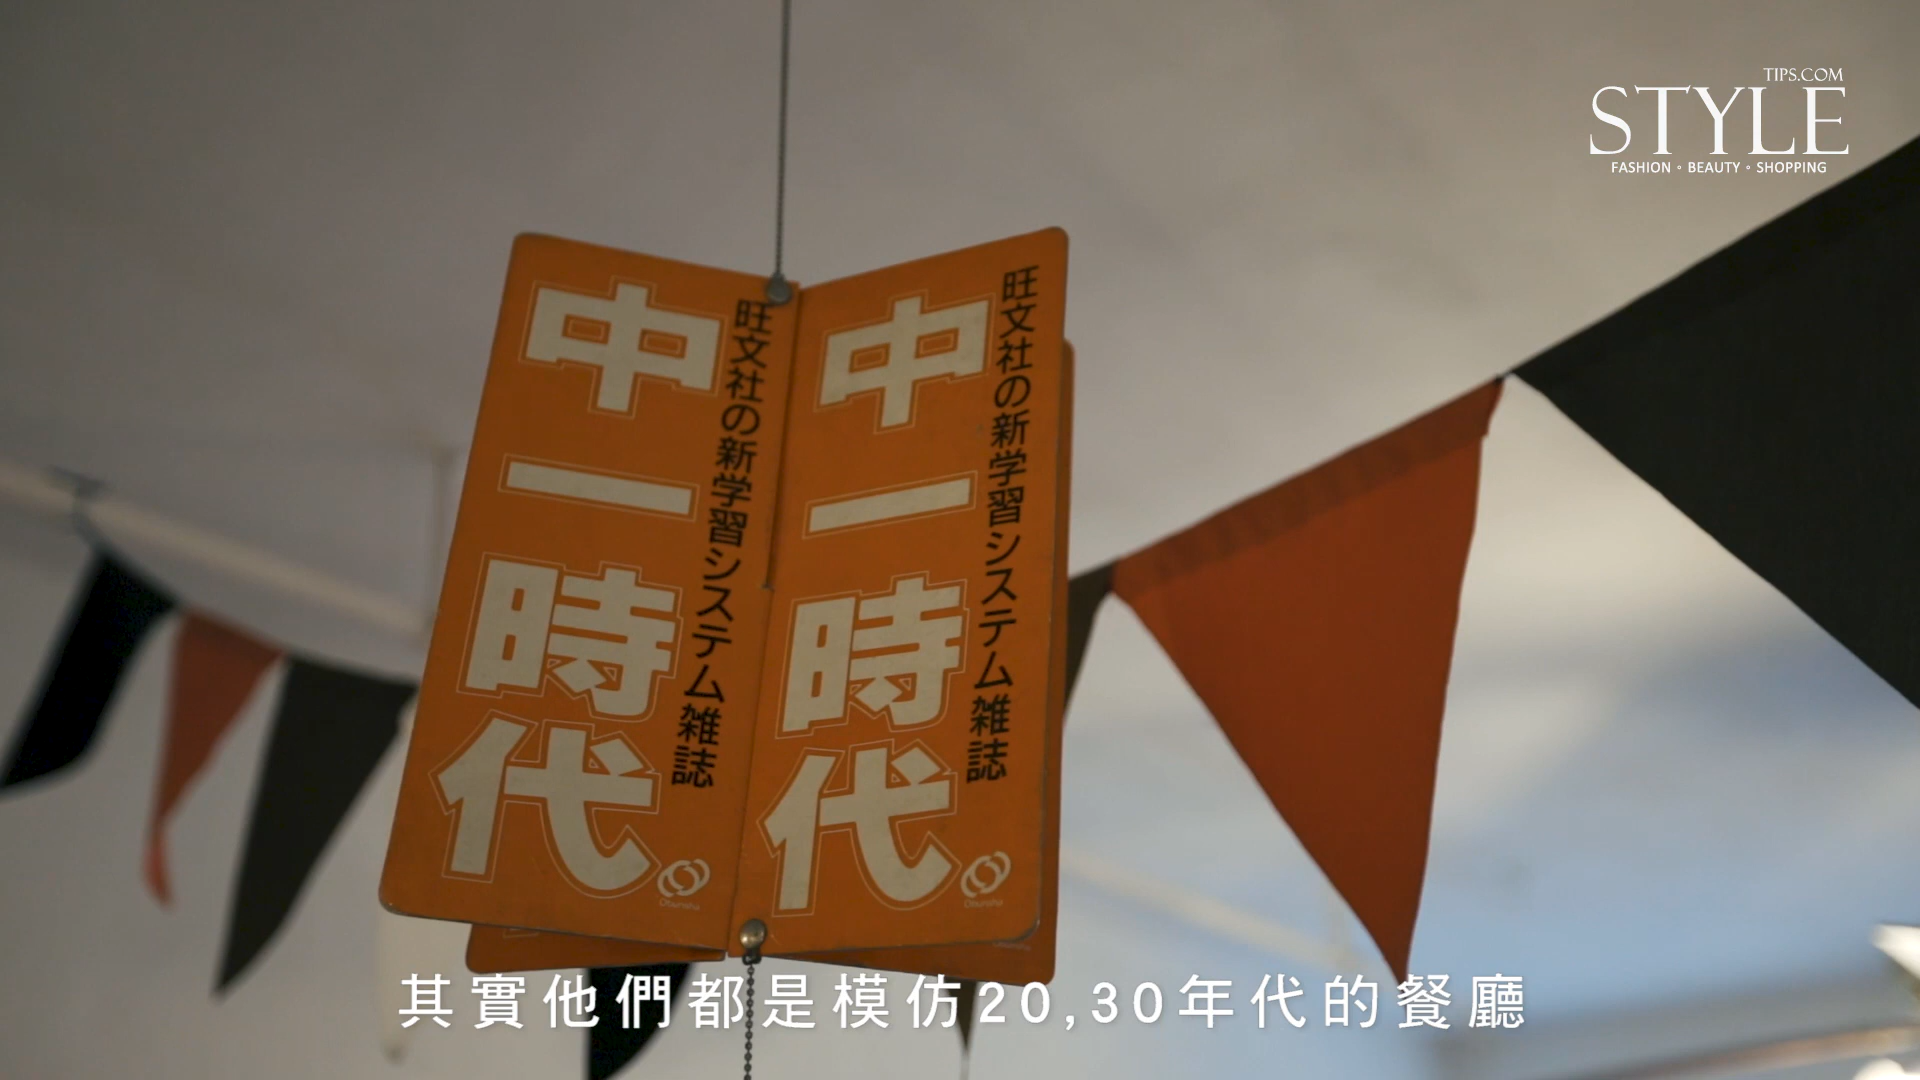 TIPS.COM
STYLE
FASHION • BEAUTY • SHOPPING
旺文社の新学習システム雑誌
中一時代
Obunsha
旺文社の新学習システム雑誌
中一時代
Obunsha
其實他們都是模仿20,30年代的餐廳